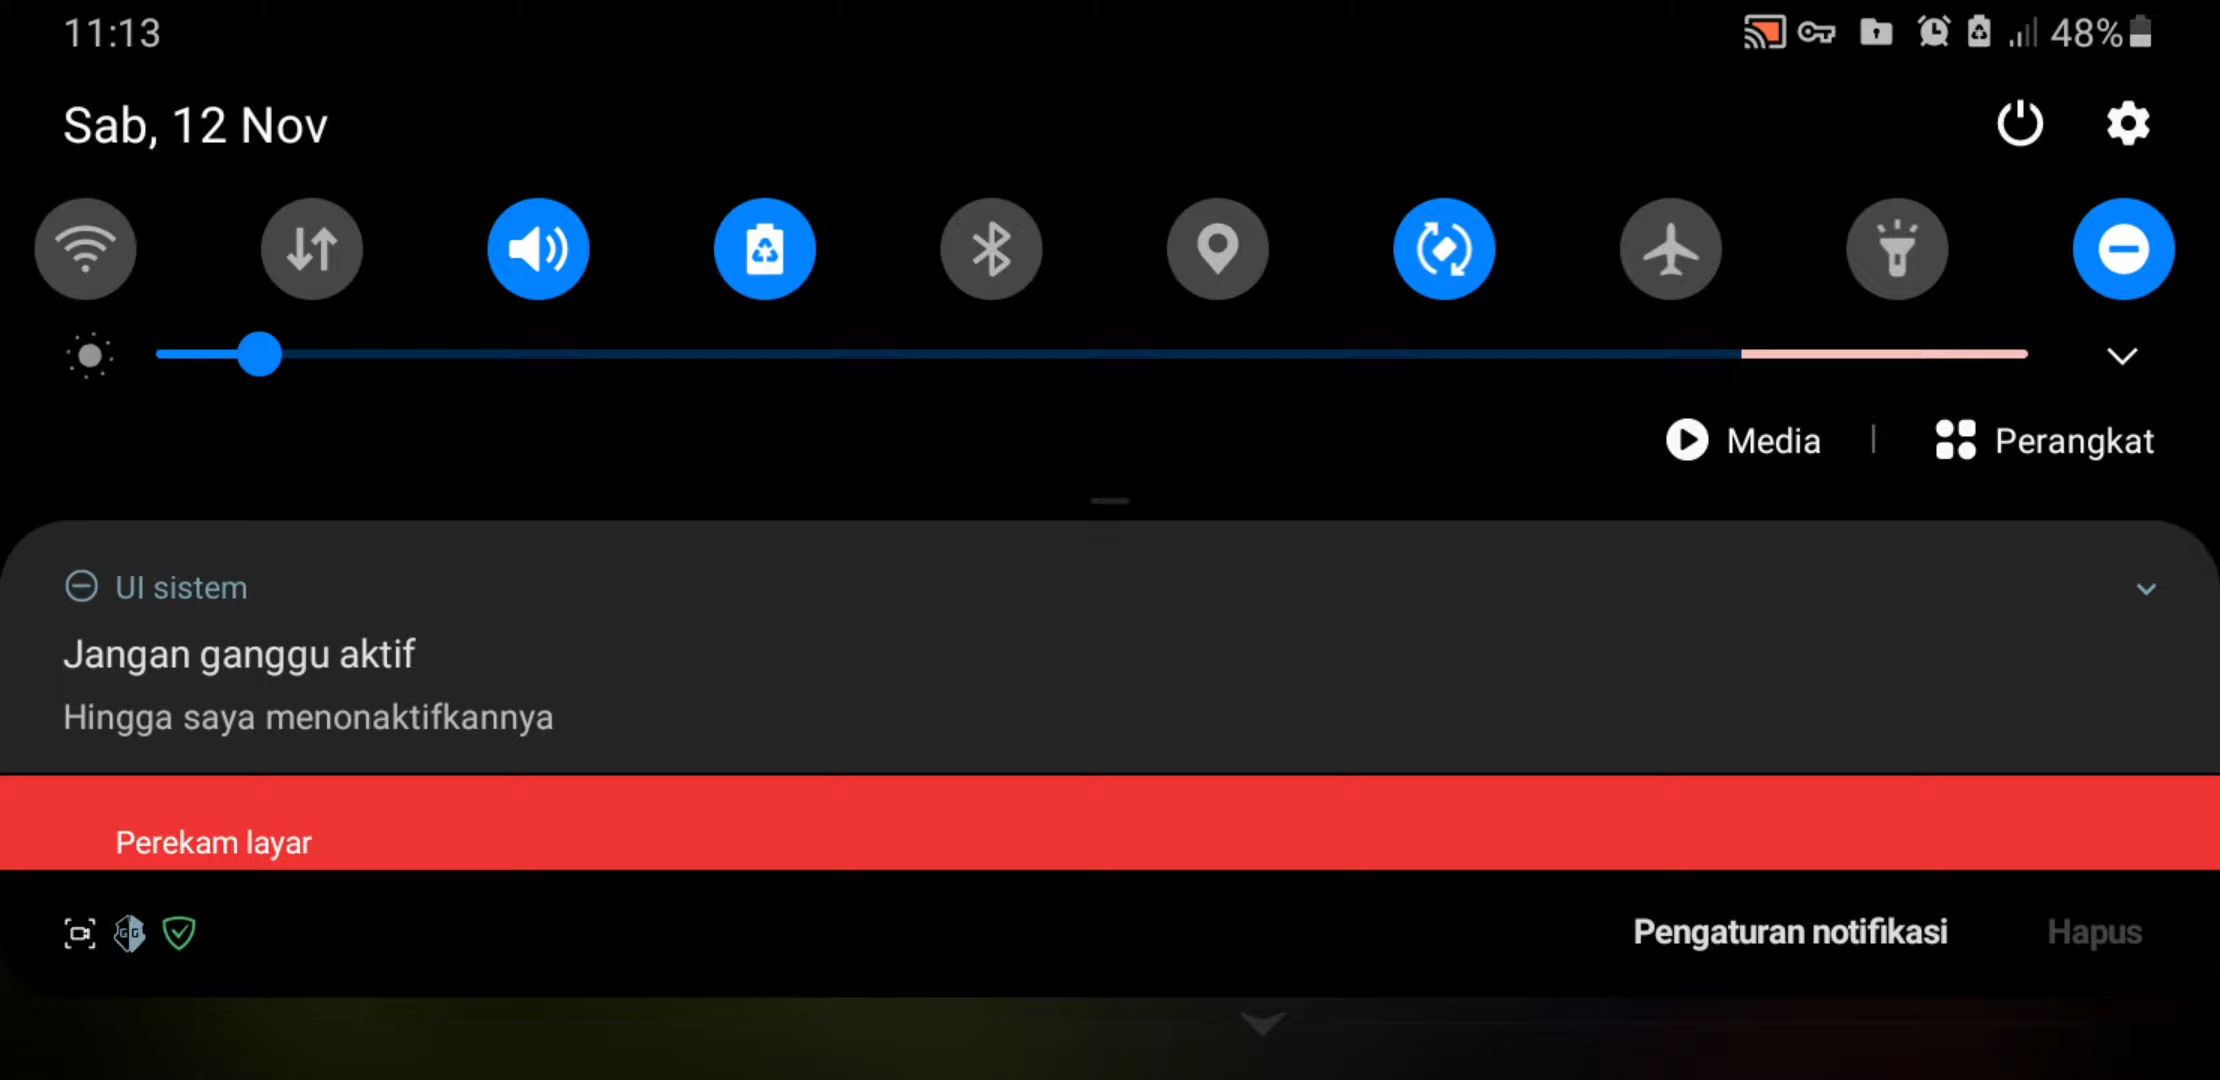 11:13
48%
Sab, 12 Nov
Media
Perangkat
UI sistem
Jangan ganggu aktif
Hingga saya menonaktifkannya
Perekam layar
GG
Pengaturan notifikasi
Hapus